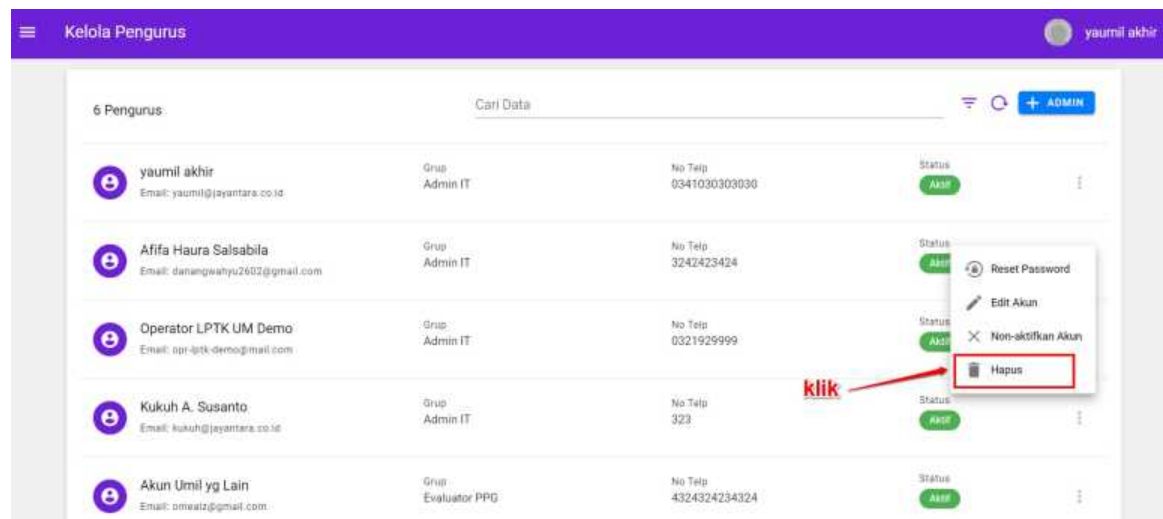 Kelola Pengurus
yaumil akhir
6 Pengurus
Cari Data
+ ADMIN
yaumil akhir
Email: yaumil@jayantara.co.id
Grup
Admin IT
No Telp
0341030303030
Status
Aktif
Afifa Haura Salsabila
Email: danangwahyu2602@gmail.com
Grup
Admin IT
No Telp
3242423424
Status
Aktif
Reset Password
Edit Akun
Non-aktifkan Akun
Hapus
klik
Operator LPTK UM Demo
Email: opr-lptk-demo@mail.com
Grup
Admin IT
No Telp
0321929999
Status
Aktif
Kukuh A. Susanto
Email: kukuh@jayantara.co.id
Grup
Admin IT
No Telp
323
Status
Aktif
Akun Umil yg Lain
Email: omealz@gmail.com
Grup
Evaluator PPG
No Telp
4324324234324
Status
Aktif